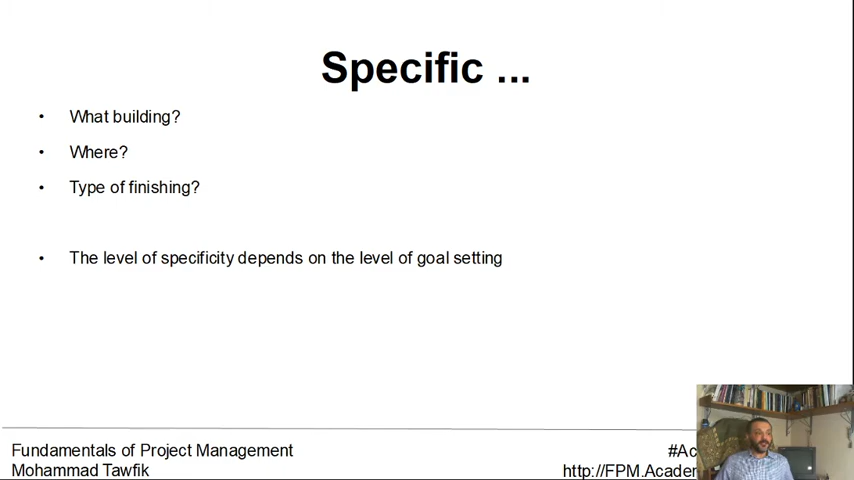 Specific ...
• What building?
• Where?
• Type of finishing?
• The level of specificity depends on the level of goal setting
Fundamentals of Project Management
Mohammad Tawfik